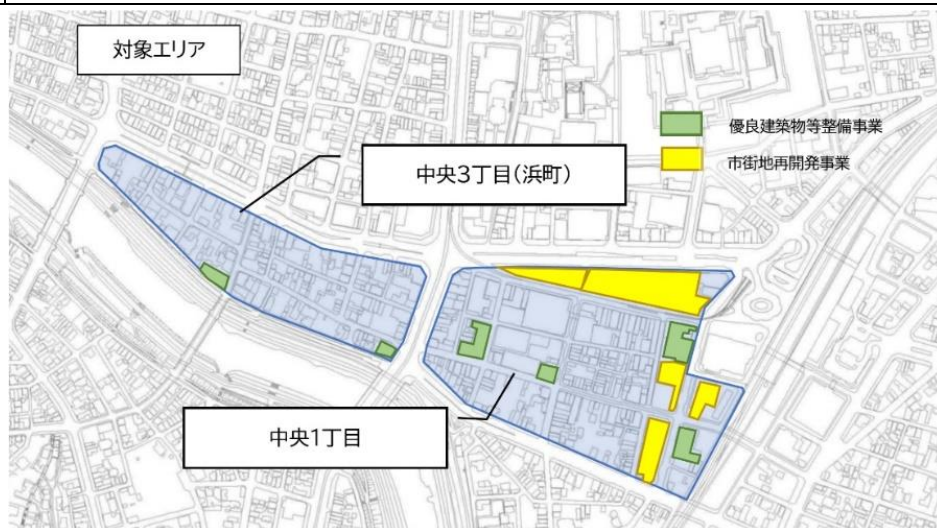 対象エリア
優良建築物等整備事業
市街地再開発事業
中央3丁目(浜町)
中央1丁目